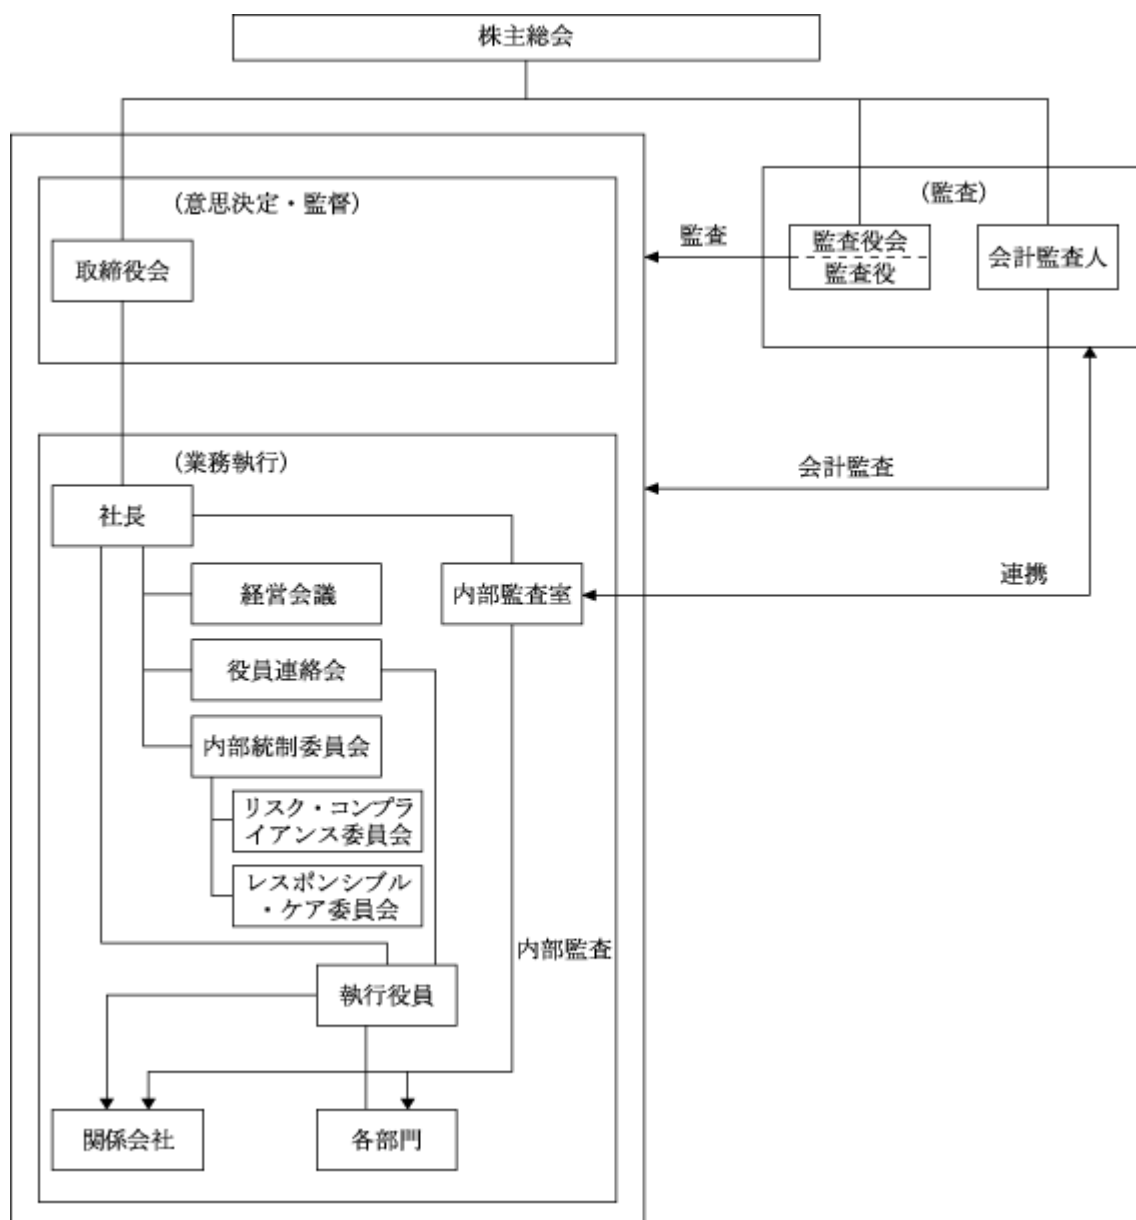 株主総会
(意思決定・監督)
取締役会
監査
(監査)
監査役会
監査役
会計監査人
(業務執行)
社長
会計監査
経営会議
内部監査室
連携
役員連絡会
内部統制委員会
リスク・コンプラ
イアンス委員会
レスポンシブル
・ケア委員会
内部監査
執行役員
関係会社
各部門